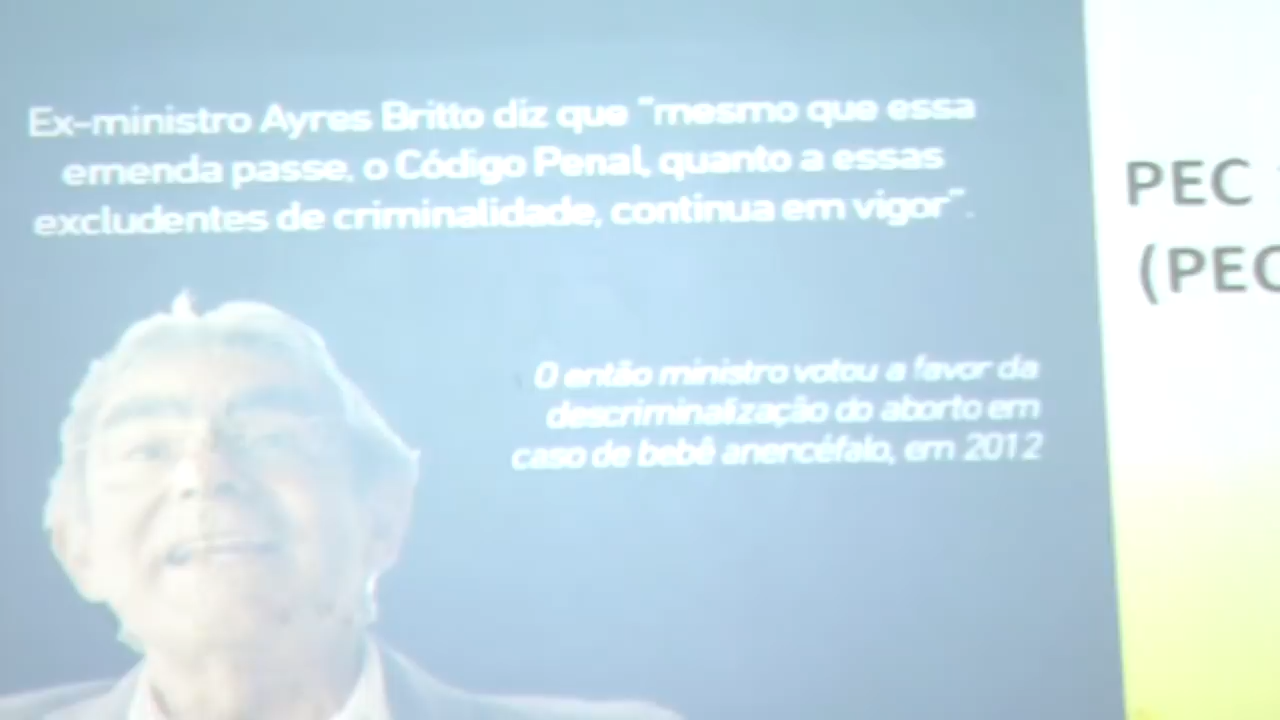 Ex-ministro Ayres Britto diz que "mesmo que essa
emenda passe, o Código Penal, quanto a essas
excludentes de criminalidade, continua em vigor".
O então ministro votou a favor da
descriminalização do aborto em
caso de bebê anencéfalo, em 2012
PEC
(PEC